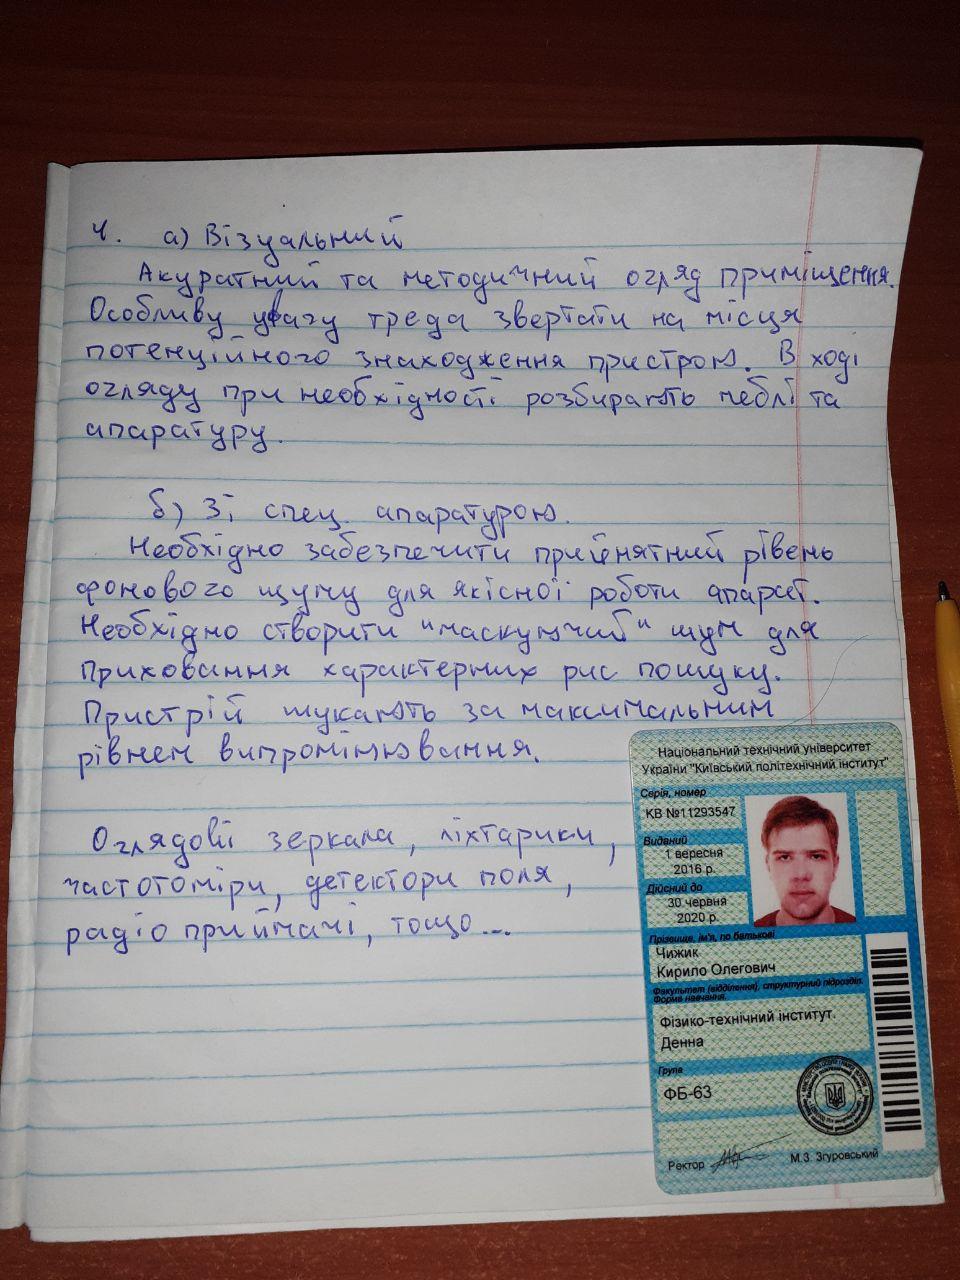 4. а) Візуальний
Акуратний та методичний огляд приміщення.
Особливу увагу треба звертати на місця
потенційного знаходження пристрою. В ході
огляду при необхідності розбирають меблі та
апаратуру.
б) Зі спец. апаратурою.
Необхідно забезпечити прийнятний рівень
фонового шуму для якісної роботи апарат.
Необхідно створити "маскуючий" шум для
приховання характерних рис пошуку.
Пристрій шукають за максимальним
рівнем випромінювання.
Оглядові зеркала, ліхтарики,
частотоміри, детектори поля,
радіо приймачі, тощо...
Національний технічний університет
України "Київський політехнічний інститут"
Серія, номер
КВ №11293547
Виданий
1 вересня
2016 р.
Дійсний до
30 червня
2020 р.
Прізвище, ім'я, по батькові
Чижик
Кирило Олегович
Факультет (відділення), структурний підрозділ.
Форма навчання.
Фізико-технічний інститут.
Денна
Група
ФБ-63
Ректор М.З. Згуровський